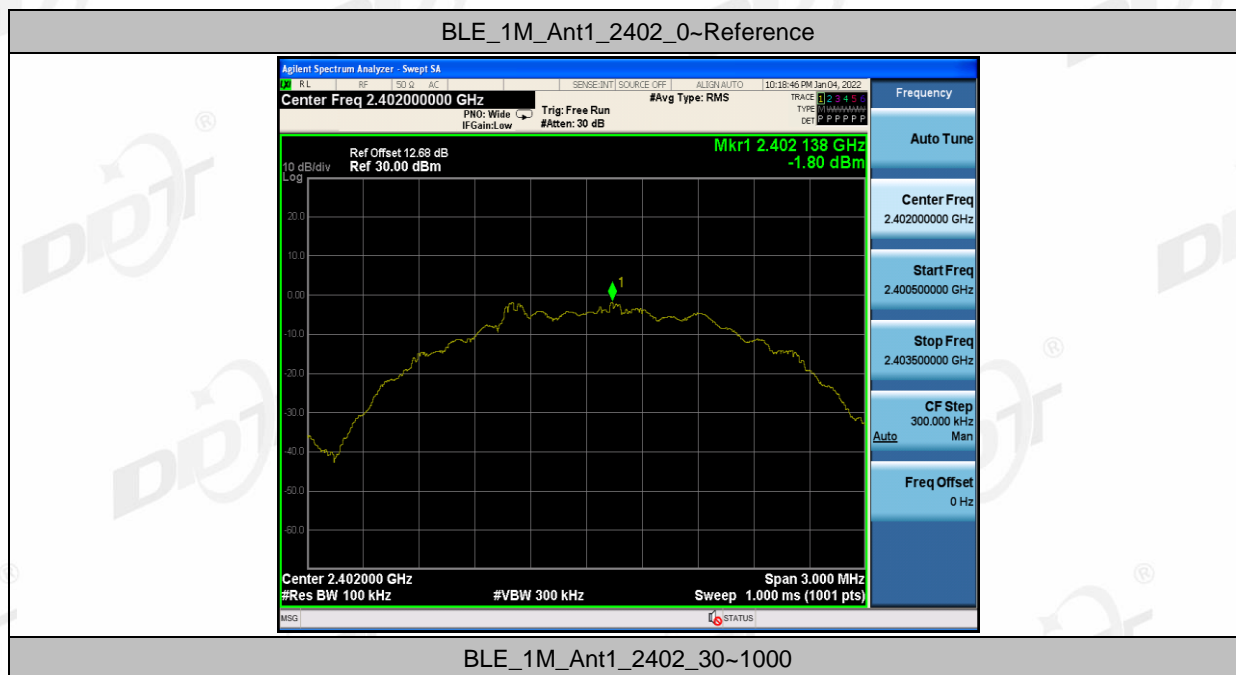 BLE_1M_Ant1_2402_0~Reference
Agilent Spectrum Analyzer - Swept SA
RL RF 50 Ω AC SENSE:INT SOURCE OFF ALIGN AUTO 10:18:46 PM Jan 04, 2022
Center Freq 2.402000000 GHz #Avg Type: RMS TRACE 1 2 3 4 5 6
PNO: Wide Trig: Free Run TYPE
IFGain:Low #Atten: 30 dB DET P P P P P P
Frequency
Mkr1 2.402 138 GHz
-1.80 dBm
Ref Offset 12.68 dB
10 dB/div Ref 30.00 dBm
Log
20.0
10.0
0.00
-10.0
-20.0
-30.0
-40.0
-50.0
-60.0
1
Center 2.402000 GHz Span 3.000 MHz
#Res BW 100 kHz #VBW 300 kHz Sweep 1.000 ms (1001 pts)
MSG STATUS
Auto Tune
Center Freq
2.402000000 GHz
Start Freq
2.400500000 GHz
Stop Freq
2.403500000 GHz
CF Step
300.000 kHz
Auto Man
Freq Offset
0 Hz
BLE_1M_Ant1_2402_30~1000
DDT
®